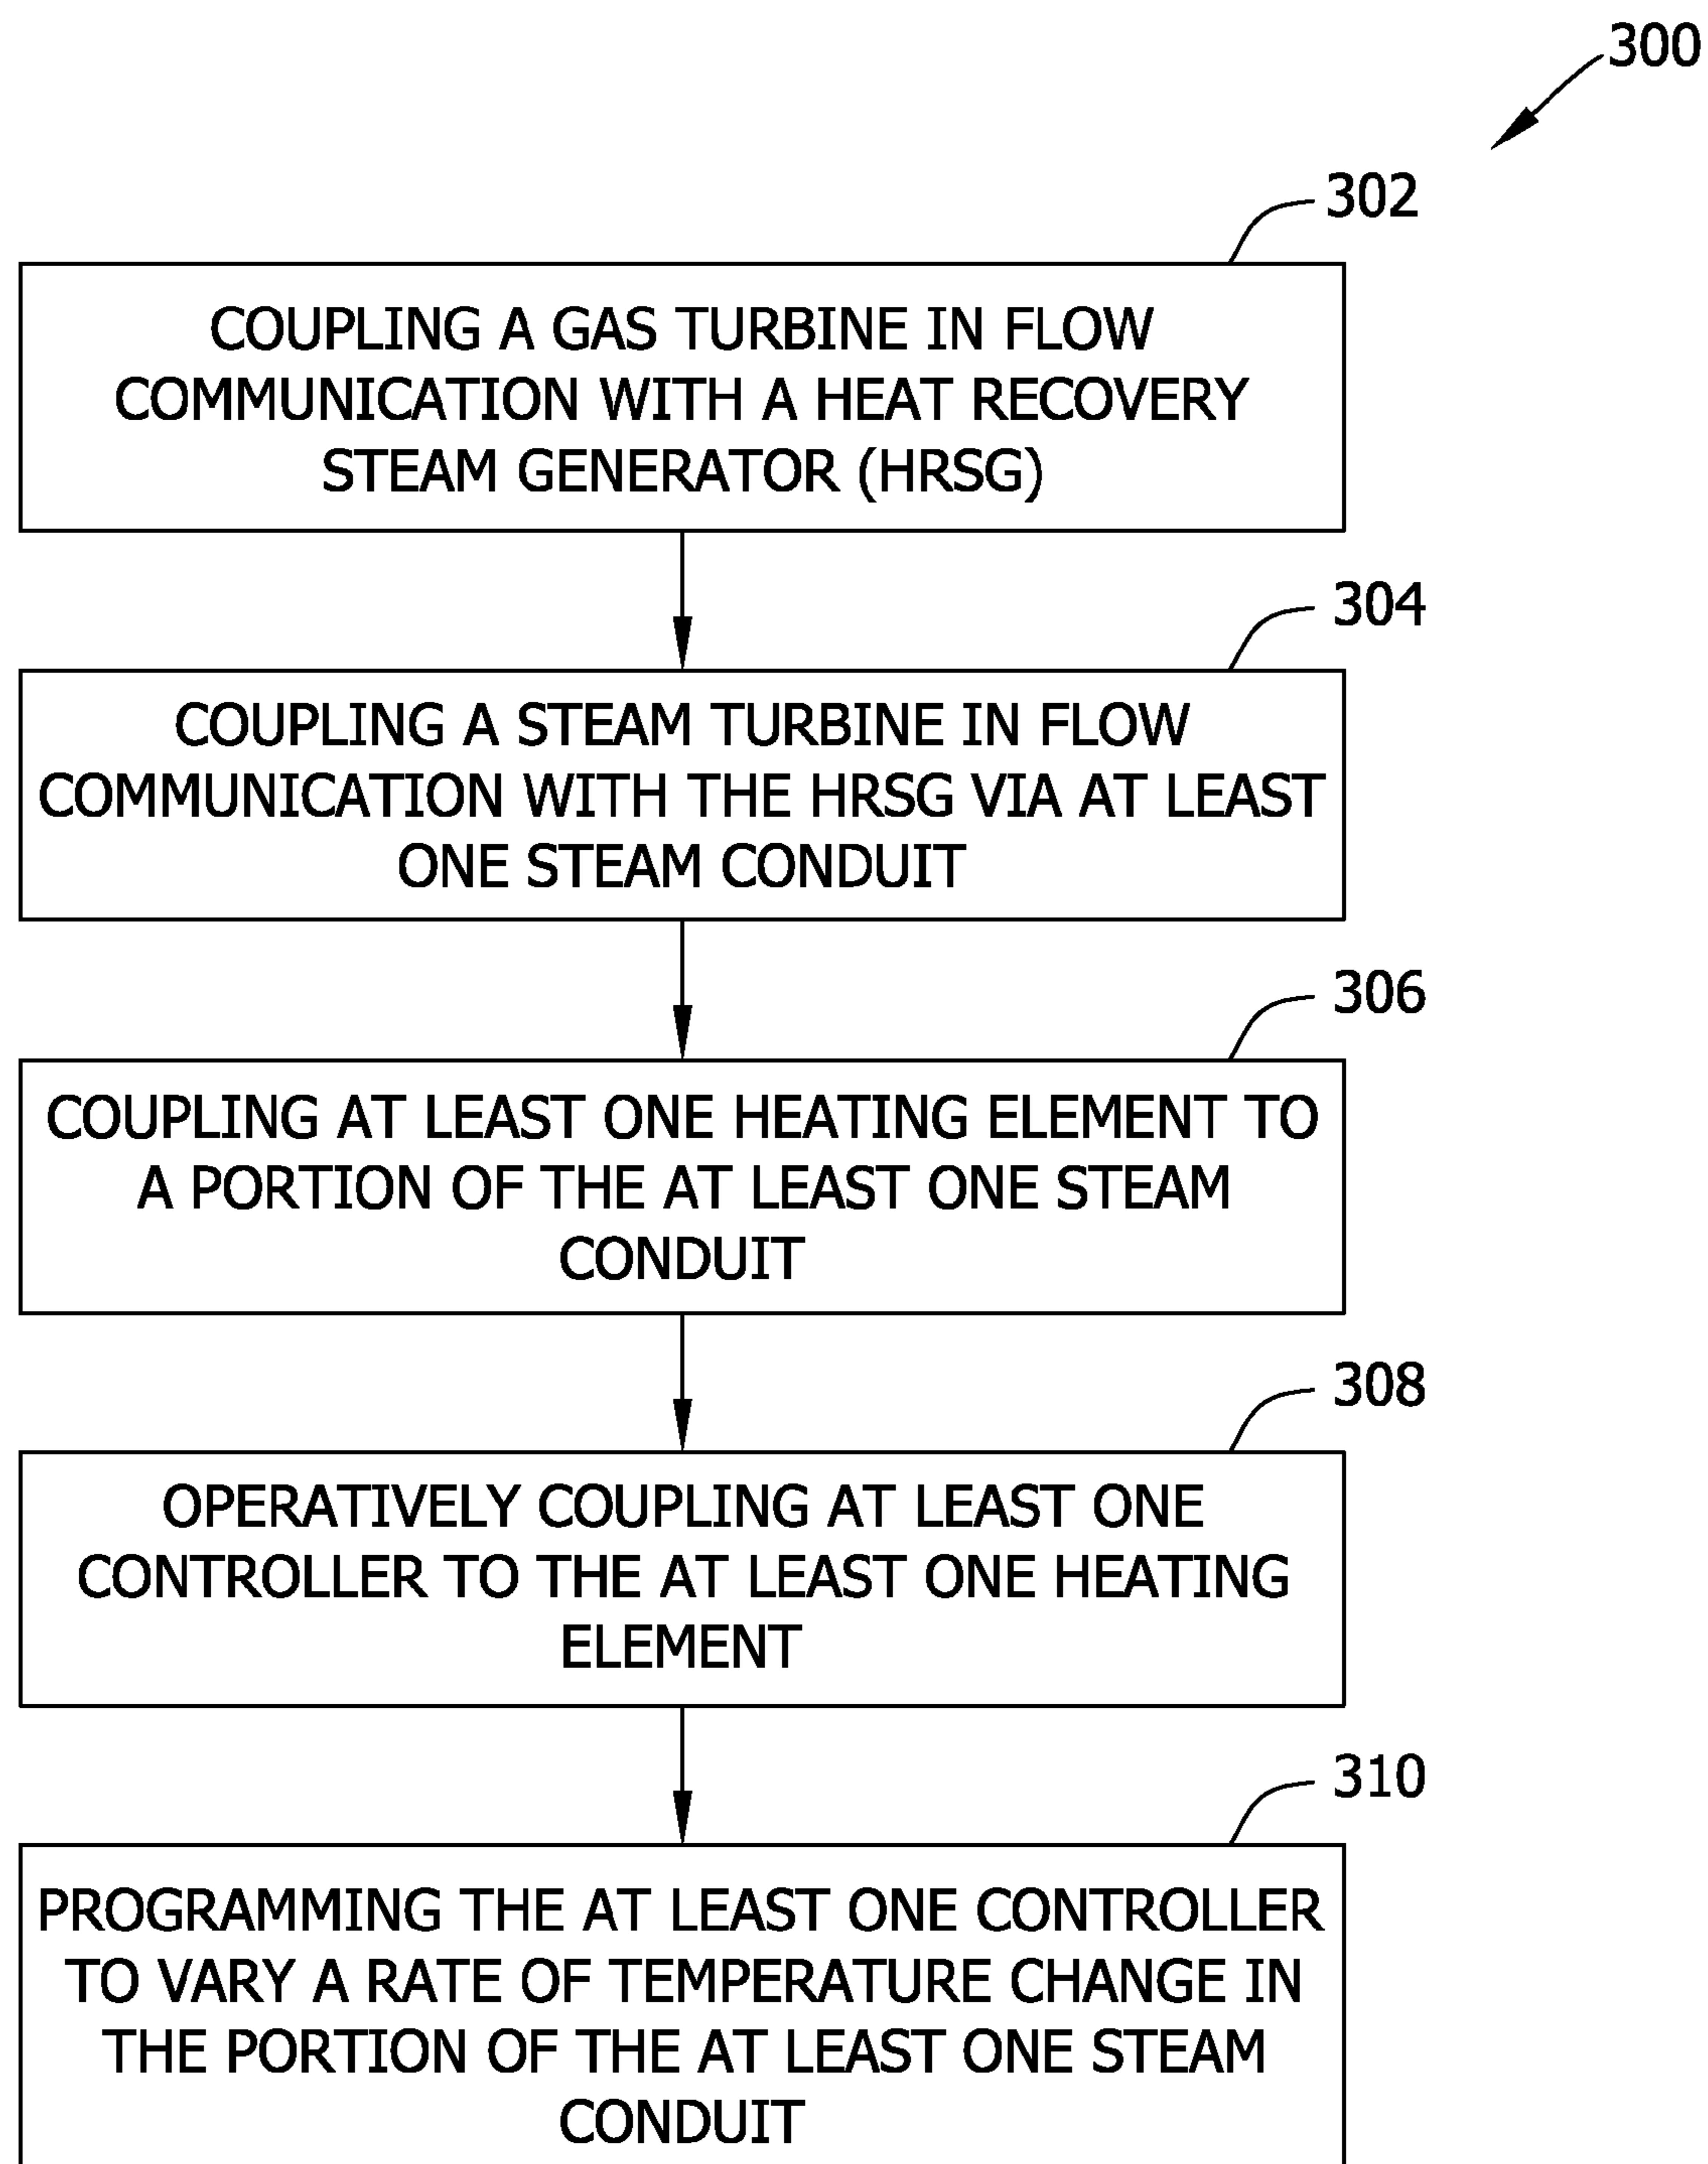 300
302
COUPLING A GAS TURBINE IN FLOW
COMMUNICATION WITH A HEAT RECOVERY
STEAM GENERATOR (HRSG)
304
COUPLING A STEAM TURBINE IN FLOW
COMMUNICATION WITH THE HRSG VIA AT LEAST
ONE STEAM CONDUIT
306
COUPLING AT LEAST ONE HEATING ELEMENT TO
A PORTION OF THE AT LEAST ONE STEAM
CONDUIT
308
OPERATIVELY COUPLING AT LEAST ONE
CONTROLLER TO THE AT LEAST ONE HEATING
ELEMENT
310
PROGRAMMING THE AT LEAST ONE CONTROLLER
TO VARY A RATE OF TEMPERATURE CHANGE IN
THE PORTION OF THE AT LEAST ONE STEAM
CONDUIT